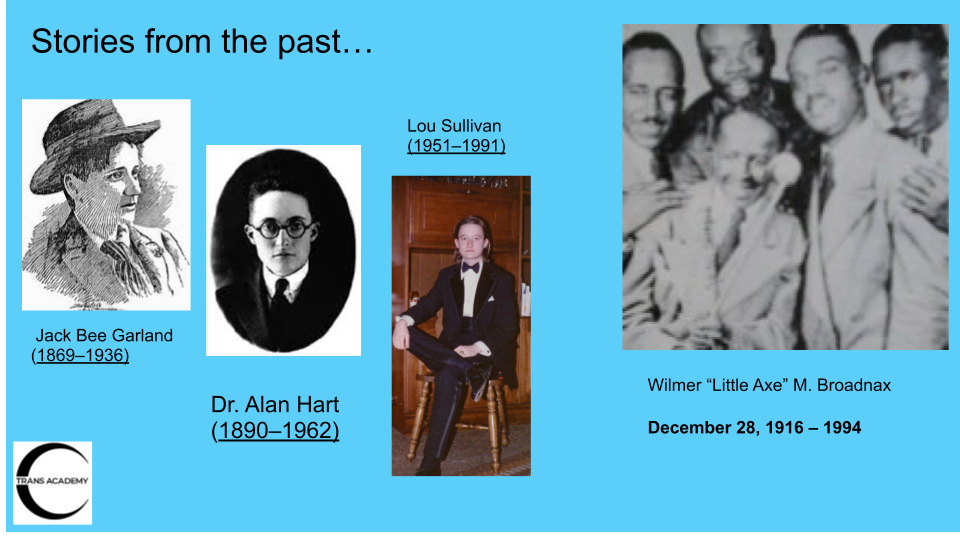 Stories from the past…
Lou Sullivan
(1951–1991)
Jack Bee Garland
(1869–1936)
Dr. Alan Hart
(1890–1962)
Wilmer “Little Axe” M. Broadnax
December 28, 1916 – 1994
TRANS ACADEMY